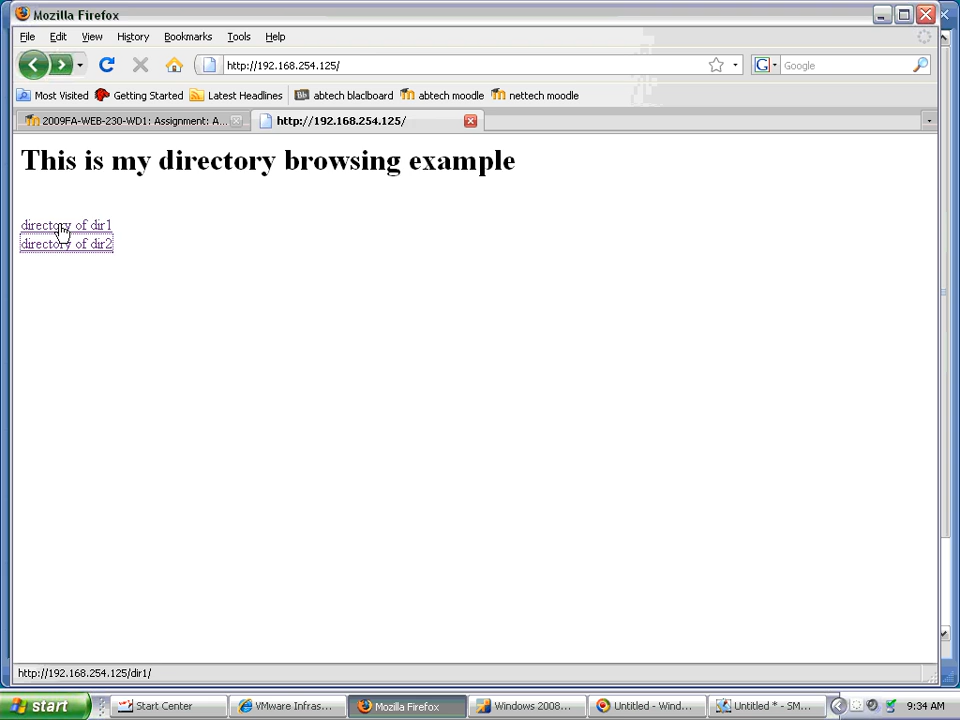 Mozilla Firefox
File Edit View History Bookmarks Tools Help
http://192.168.254.125/
G Google
Most Visited Getting Started Latest Headlines Bb abtech blacboard abtech moodle nettech moodle
2009FA-WEB-230-WD1: Assignment: A... http://192.168.254.125/
This is my directory browsing example
directory of dir1
directory of dir2
http://192.168.254.125/dir1/
start Start Center VMware Infras... Mozilla Firefox Windows 2008... Untitled - Wind... Untitled * - SM... 9:34 AM